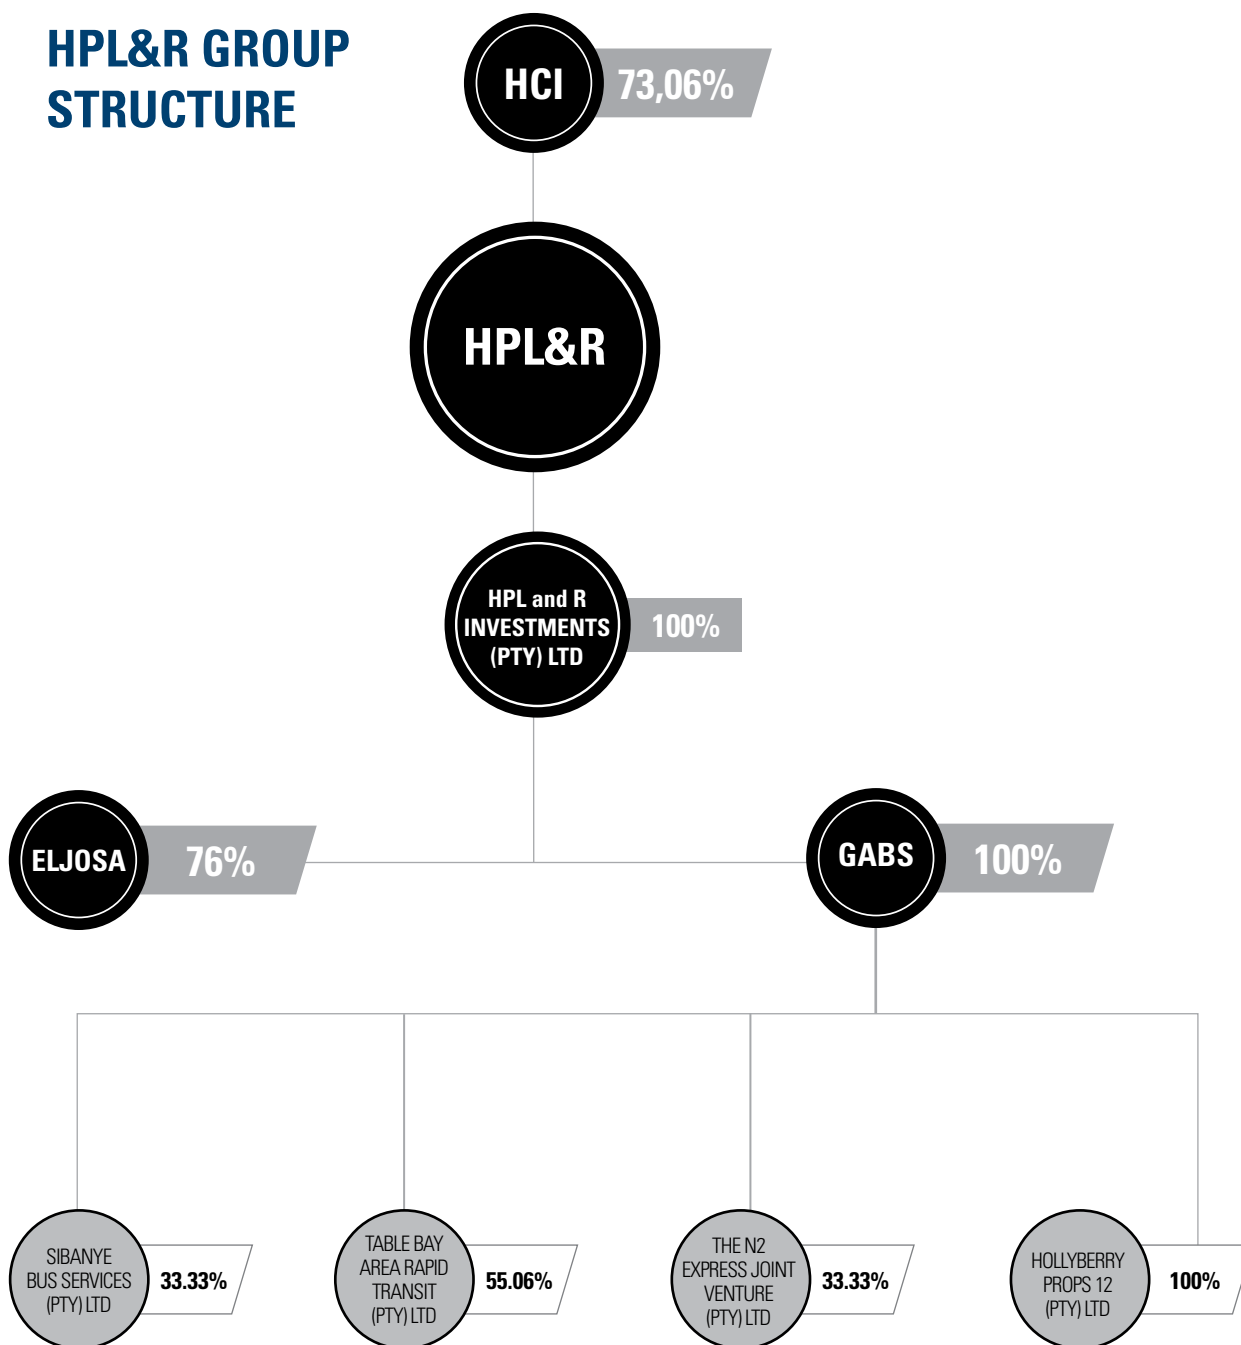 HPL&R GROUP
STRUCTURE
HCI
73,06%
HPL&R
HPL and R
INVESTMENTS
(PTY) LTD
100%
ELJOSA
76%
GABS
100%
SIBANYE
BUS SERVICES
(PTY) LTD
33.33%
TABLE BAY
AREA RAPID
TRANSIT
(PTY) LTD
55.06%
THE N2
EXPRESS JOINT
VENTURE
(PTY) LTD
33.33%
HOLLYBERRY
PROPS 12
(PTY) LTD
100%